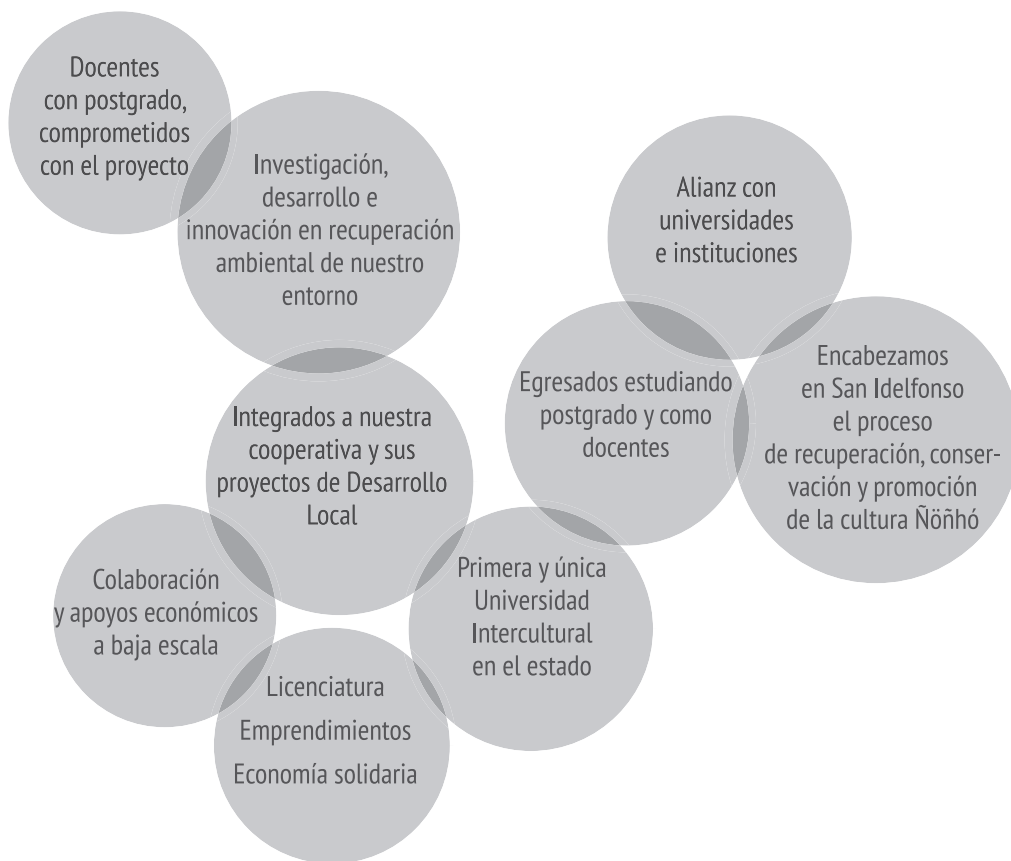 Docentes
con postgrado,
comprometidos
con el proyecto
Investigación,
desarrollo e
innovación en recuperación
ambiental de nuestro
entorno
Integrados a nuestra
cooperativa y sus
proyectos de Desarrollo
Local
Colaboración
y apoyos económicos
a baja escala
Licenciatura
Emprendimientos
Economía solidaria
Primera y única
Universidad
Intercultural
en el estado
Egresados estudiando
postgrado y como
docentes
Alianz con
universidades
e instituciones
Encabezamos
en San Idelfonso
el proceso
de recuperación, conser-
vación y promoción
de la cultura Ñöñhó